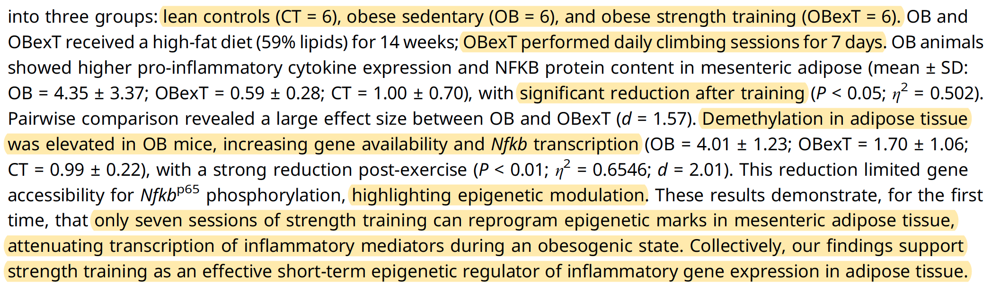 into three groups: lean controls (CT = 6), obese sedentary (OB = 6), and obese strength training (OBexT = 6). OB and
OBexT received a high-fat diet (59% lipids) for 14 weeks; OBexT performed daily climbing sessions for 7 days. OB animals
showed higher pro-inflammatory cytokine expression and NFKB protein content in mesenteric adipose (mean ± SD:
OB = 4.35 ± 3.37; OBexT = 0.59 ± 0.28; CT = 1.00 ± 0.70), with significant reduction after training (P < 0.05; η² = 0.502).
Pairwise comparison revealed a large effect size between OB and OBexT (d = 1.57). Demethylation in adipose tissue
was elevated in OB mice, increasing gene availability and Nfkb transcription (OB = 4.01 ± 1.23; OBexT = 1.70 ± 1.06;
CT = 0.99 ± 0.22), with a strong reduction post-exercise (P < 0.01; η² = 0.6546; d = 2.01). This reduction limited gene
accessibility for Nfkbᵖ⁶⁵ phosphorylation, highlighting epigenetic modulation. These results demonstrate, for the first
time, that only seven sessions of strength training can reprogram epigenetic marks in mesenteric adipose tissue,
attenuating transcription of inflammatory mediators during an obesogenic state. Collectively, our findings support
strength training as an effective short-term epigenetic regulator of inflammatory gene expression in adipose tissue.